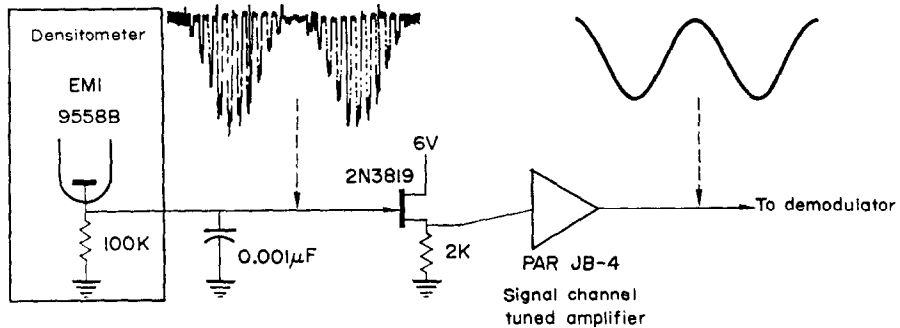 Densitometer
EMI
9558B
100K
0.001μF
2N3819
6V
2K
PAR JB-4
Signal channel
tuned amplifier
To demodulator